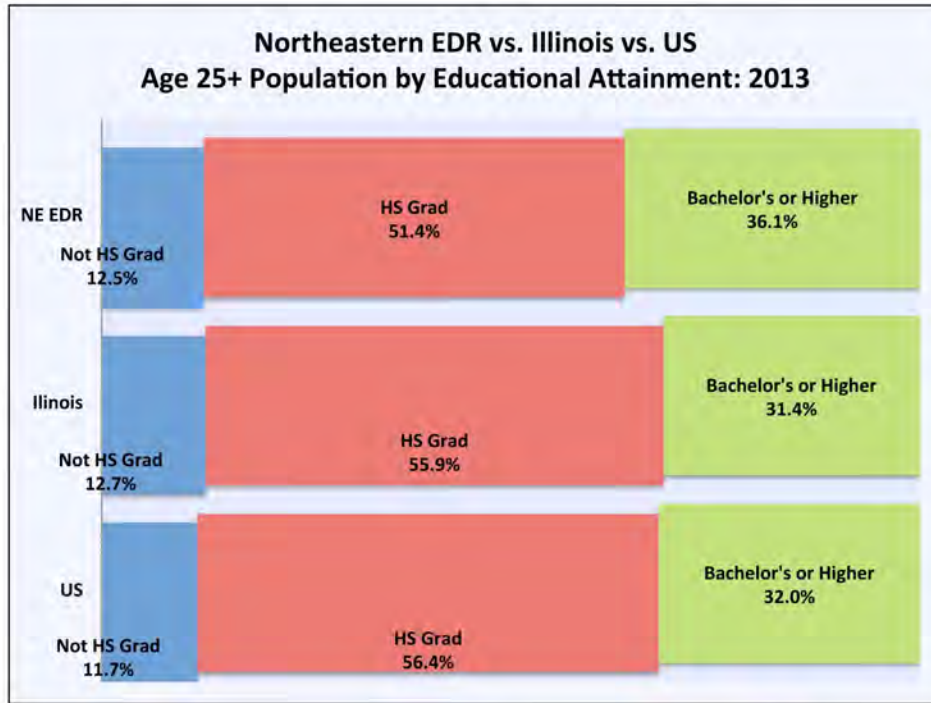 Northeastern EDR vs. Illinois vs. US
Age 25+ Population by Educational Attainment: 2013
NE EDR
Not HS Grad
12.5%
HS Grad
51.4%
Bachelor's or Higher
36.1%
Ilinois
Not HS Grad
12.7%
HS Grad
55.9%
Bachelor's or Higher
31.4%
US
Not HS Grad
11.7%
HS Grad
56.4%
Bachelor's or Higher
32.0%